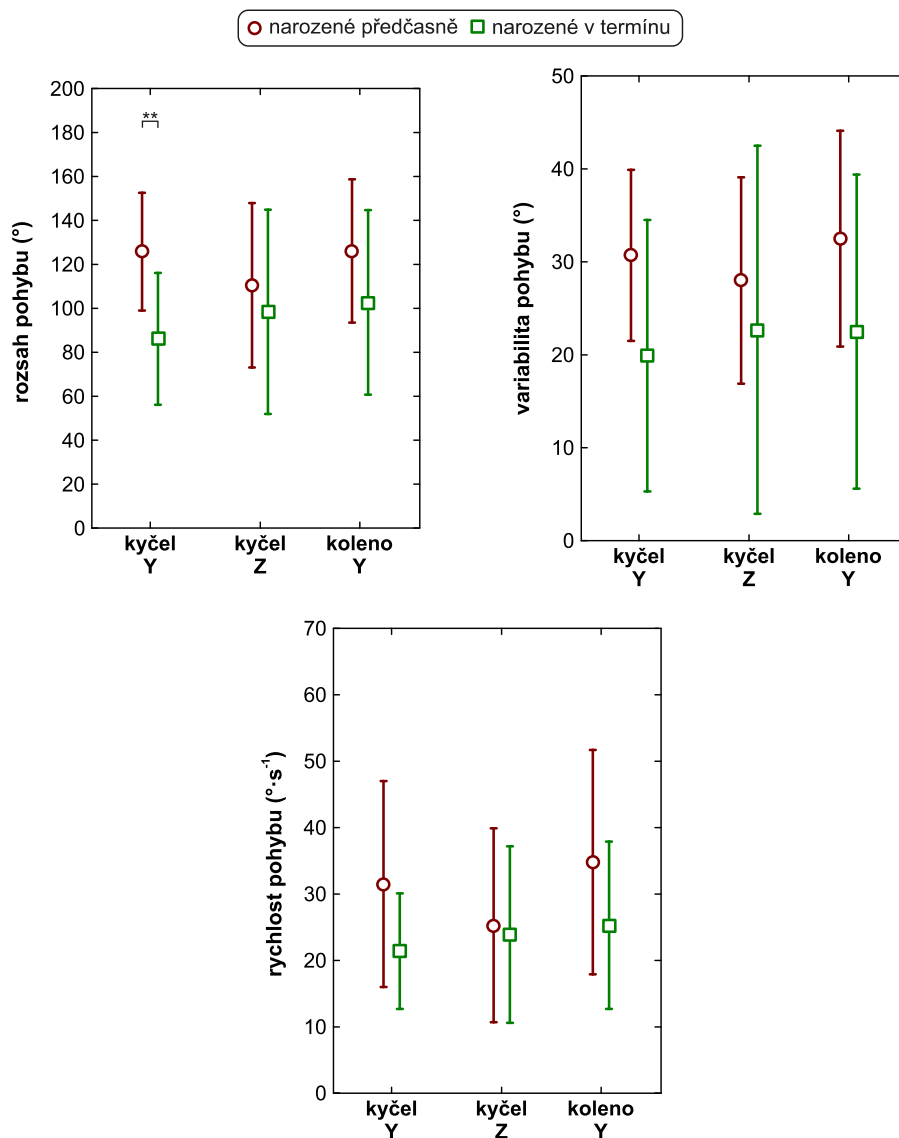 narozené předčasně narozené v termínu
rozsah pohybu (°)
200
180
160
140
120
100
80
60
40
20
0
**
kyčel kyčel koleno
Y Z Y
variabilita pohybu (°)
50
40
30
20
10
0
kyčel kyčel koleno
Y Z Y
rychlost pohybu (°·s⁻¹)
70
60
50
40
30
20
10
0
kyčel kyčel koleno
Y Z Y